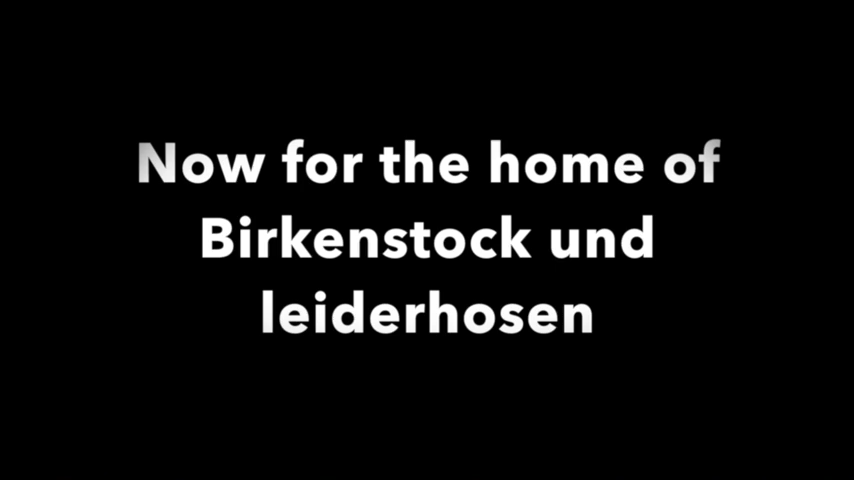 Now for the home of
Birkenstock und
leiderhosen